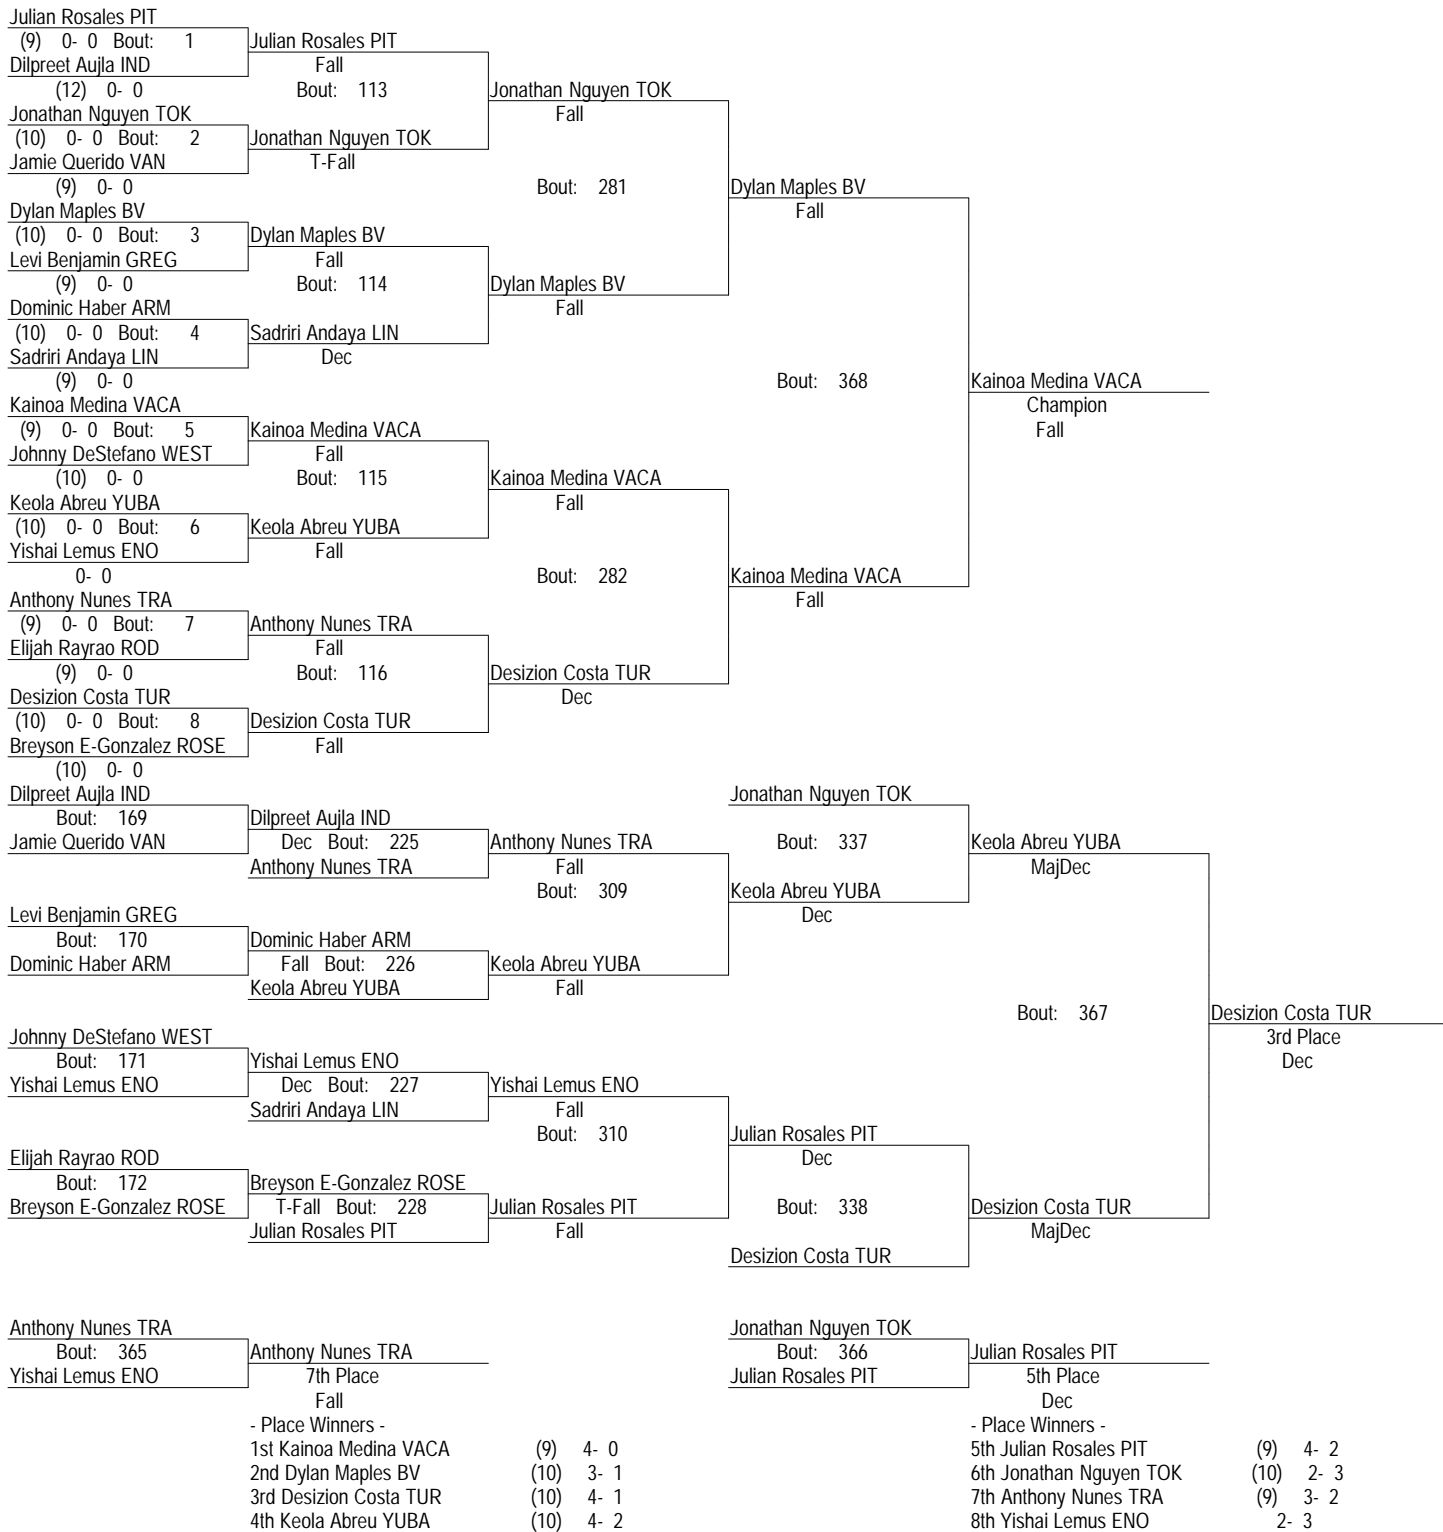 Julian Rosales PIT
(9) 0- 0 Bout: 1 Julian Rosales PIT
Dilpreet Aujla IND Fall
(12) 0- 0 Bout: 113 Jonathan Nguyen TOK
Jonathan Nguyen TOK Fall
(10) 0- 0 Bout: 2 Jonathan Nguyen TOK
Jamie Querido VAN T-Fall
(9) 0- 0 Bout: 281 Dylan Maples BV
Dylan Maples BV Fall
(10) 0- 0 Bout: 3 Dylan Maples BV
Levi Benjamin GREG Fall
(9) 0- 0 Bout: 114 Dylan Maples BV
Dominic Haber ARM Fall
(10) 0- 0 Bout: 4 Sadriri Andaya LIN
Sadriri Andaya LIN Dec
(9) 0- 0 Bout: 368 Kainoa Medina VACA
Kainoa Medina VACA Champion
(9) 0- 0 Bout: 5 Kainoa Medina VACA Fall
Johnny DeStefano WEST Fall
(10) 0- 0 Bout: 115 Kainoa Medina VACA
Keola Abreu YUBA Fall
(10) 0- 0 Bout: 6 Keola Abreu YUBA
Yishai Lemus ENO Fall
0- 0 Bout: 282 Kainoa Medina VACA
Anthony Nunes TRA Fall
(9) 0- 0 Bout: 7 Anthony Nunes TRA
Elijah Rayrao ROD Fall
(9) 0- 0 Bout: 116 Desizion Costa TUR
Desizion Costa TUR Dec
(10) 0- 0 Bout: 8 Desizion Costa TUR
Breyson E-Gonzalez ROSE Fall
(10) 0- 0
Dilpreet Aujla IND Jonathan Nguyen TOK
Bout: 169 Dilpreet Aujla IND
Jamie Querido VAN Dec Bout: 225 Anthony Nunes TRA Bout: 337 Keola Abreu YUBA
Anthony Nunes TRA Fall MajDec
Bout: 309 Keola Abreu YUBA
Levi Benjamin GREG Dec
Bout: 170 Dominic Haber ARM
Dominic Haber ARM Fall Bout: 226 Keola Abreu YUBA
Keola Abreu YUBA Fall
Bout: 367 Desizion Costa TUR
Johnny DeStefano WEST 3rd Place
Bout: 171 Yishai Lemus ENO Dec
Yishai Lemus ENO Dec Bout: 227 Yishai Lemus ENO
Sadriri Andaya LIN Fall
Bout: 310 Julian Rosales PIT
Elijah Rayrao ROD Dec
Bout: 172 Breyson E-Gonzalez ROSE
Breyson E-Gonzalez ROSE T-Fall Bout: 228 Julian Rosales PIT Bout: 338 Desizion Costa TUR
Julian Rosales PIT Fall MajDec
Desizion Costa TUR
Anthony Nunes TRA Jonathan Nguyen TOK
Bout: 365 Anthony Nunes TRA Bout: 366 Julian Rosales PIT
Yishai Lemus ENO 7th Place Julian Rosales PIT 5th Place
Fall Dec
- Place Winners - - Place Winners -
1st Kainoa Medina VACA (9) 4- 0 5th Julian Rosales PIT (9) 4- 2
2nd Dylan Maples BV (10) 3- 1 6th Jonathan Nguyen TOK (10) 2- 3
3rd Desizion Costa TUR (10) 4- 1 7th Anthony Nunes TRA (9) 3- 2
4th Keola Abreu YUBA (10) 4- 2 8th Yishai Lemus ENO 2- 3